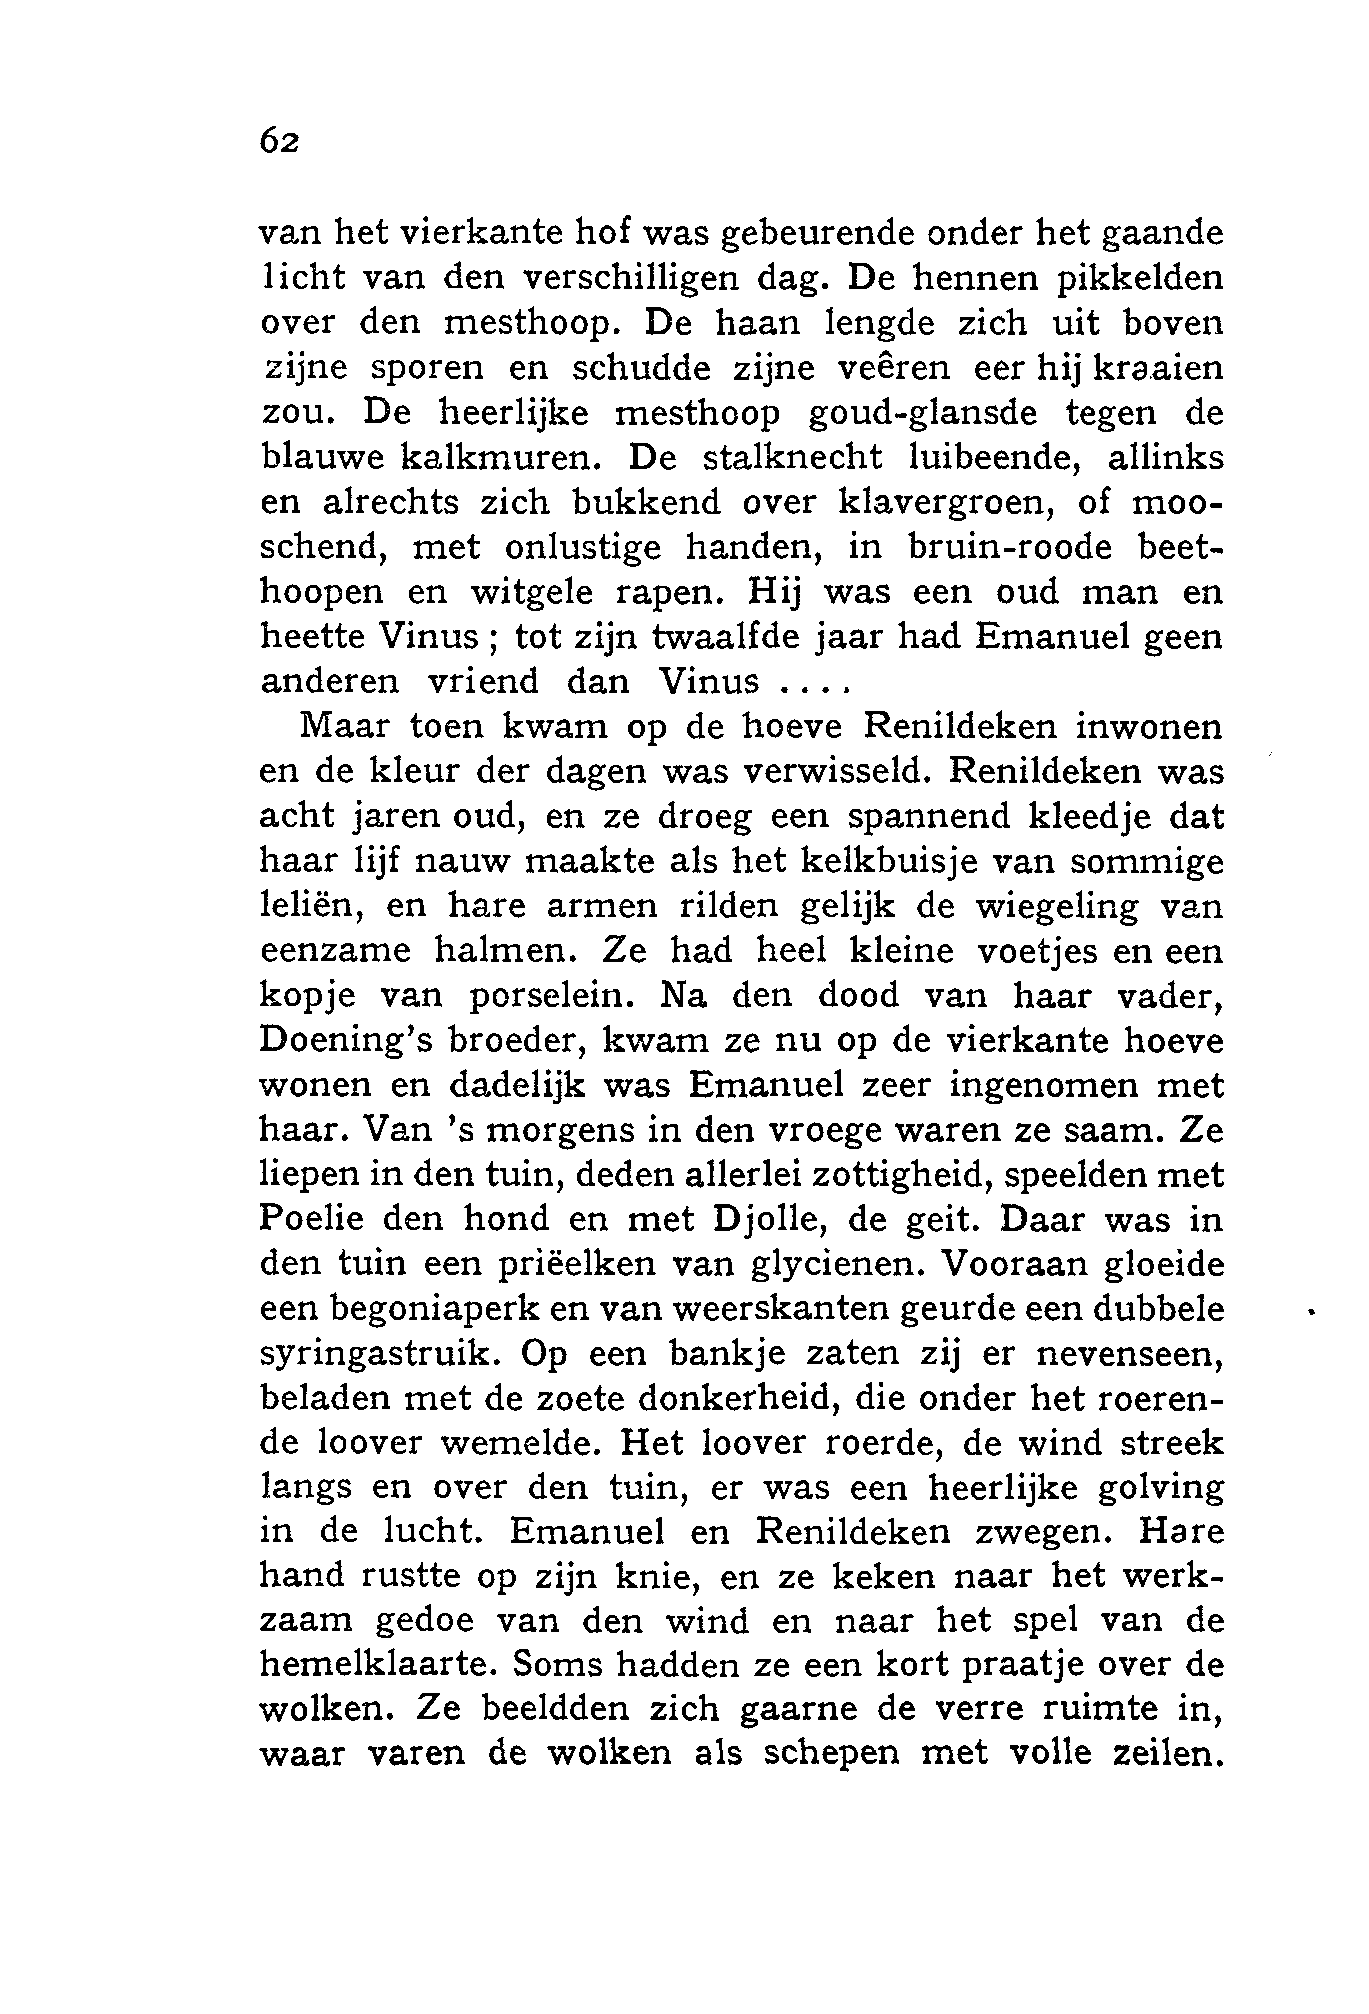 62
van het vierkante hof was gebeurende onder het gaande
licht van den verschilligen dag. De hennen pikkelden
over den mesthoop. De haan lengde zich uit boven
zijne sporen en schudde zijne veêren eer hij kraaien
zou. De heerlijke mesthoop goud-glansde tegen de
blauwe kalkmuren. De stalknecht luibeende, allinks
en alrechts zich bukkend over klavergroen, of moo-
schend, met onlustige handen, in bruin-roode beet-
hoopen en witgele rapen. Hij was een oud man en
heette Vinus ; tot zijn twaalfde jaar had Emanuel geen
anderen vriend dan Vinus ....
Maar toen kwam op de hoeve Renildeken inwonen
en de kleur der dagen was verwisseld. Renildeken was
acht jaren oud, en ze droeg een spannend kleedje dat
haar lijf nauw maakte als het kelkbuisje van sommige
leliën, en hare armen rilden gelijk de wiegeling van
eenzame halmen. Ze had heel kleine voetjes en een
kopje van porselein. Na den dood van haar vader,
Doening's broeder, kwam ze nu op de vierkante hoeve
wonen en dadelijk was Emanuel zeer ingenomen met
haar. Van 's morgens in den vroege waren ze saam. Ze
liepen in den tuin, deden allerlei zottigheid, speelden met
Poelie den hond en met Djolle, de geit. Daar was in
den tuin een priëelken van glycienen. Vooraan gloeide
een begoniaperk en van weerskanten geurde een dubbele
syringastruik. Op een bankje zaten zij er nevenseen,
beladen met de zoete donkerheid, die onder het roeren-
de loover wemelde. Het loover roerde, de wind streek
langs en over den tuin, er was een heerlijke golving
in de lucht. Emanuel en Renildeken zwegen. Hare
hand rustte op zijn knie, en ze keken naar het werk-
zaam gedoe van den wind en naar het spel van de
hemelklaarte. Soms hadden ze een kort praatje over de
wolken. Ze beeldden zich gaarne de verre ruimte in,
waar varen de wolken als schepen met volle zeilen.